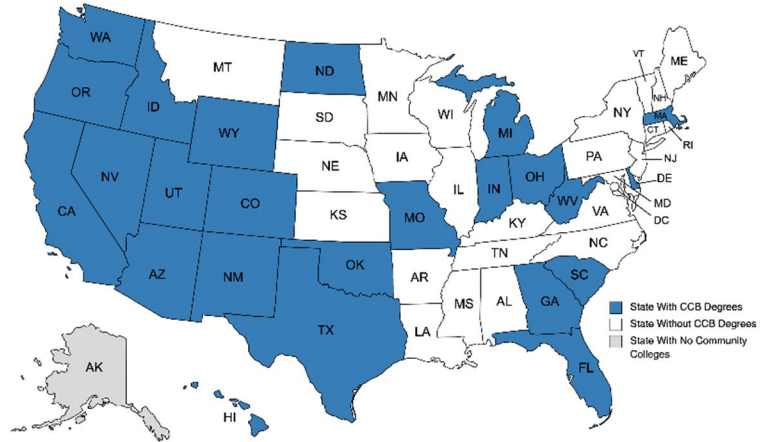 WA
MT
ND
MN
VT
ME
OR
ID
SD
WI
NH
NY
MA
WY
MI
CT
RI
NE
IA
PA
NJ
NV
UT
IL
IN
OH
DE
CO
KS
MO
WV
MD
CA
KY
VA
DC
TN
NC
AZ
NM
OK
AR
SC
MS
AL
GA
State With CCB Degrees
TX
LA
State Without CCB Degrees
State With No Community
Colleges
AK
FL
HI